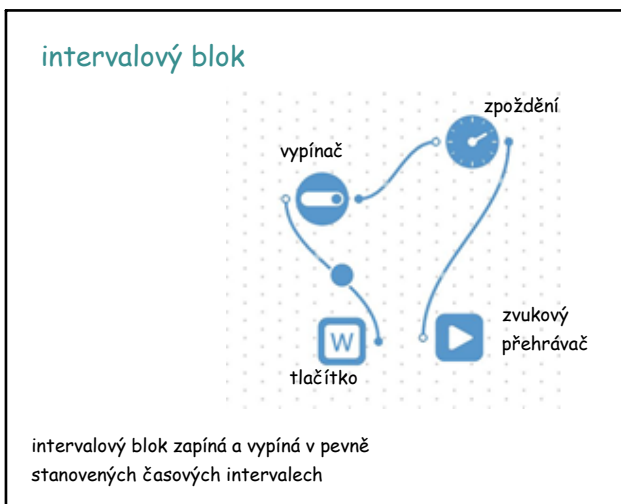 intervalový blok
zpoždění
vypínač
W
tlačítko
zvukový
přehrávač
intervalový blok zapíná a vypíná v pevně
stanovených časových intervalech